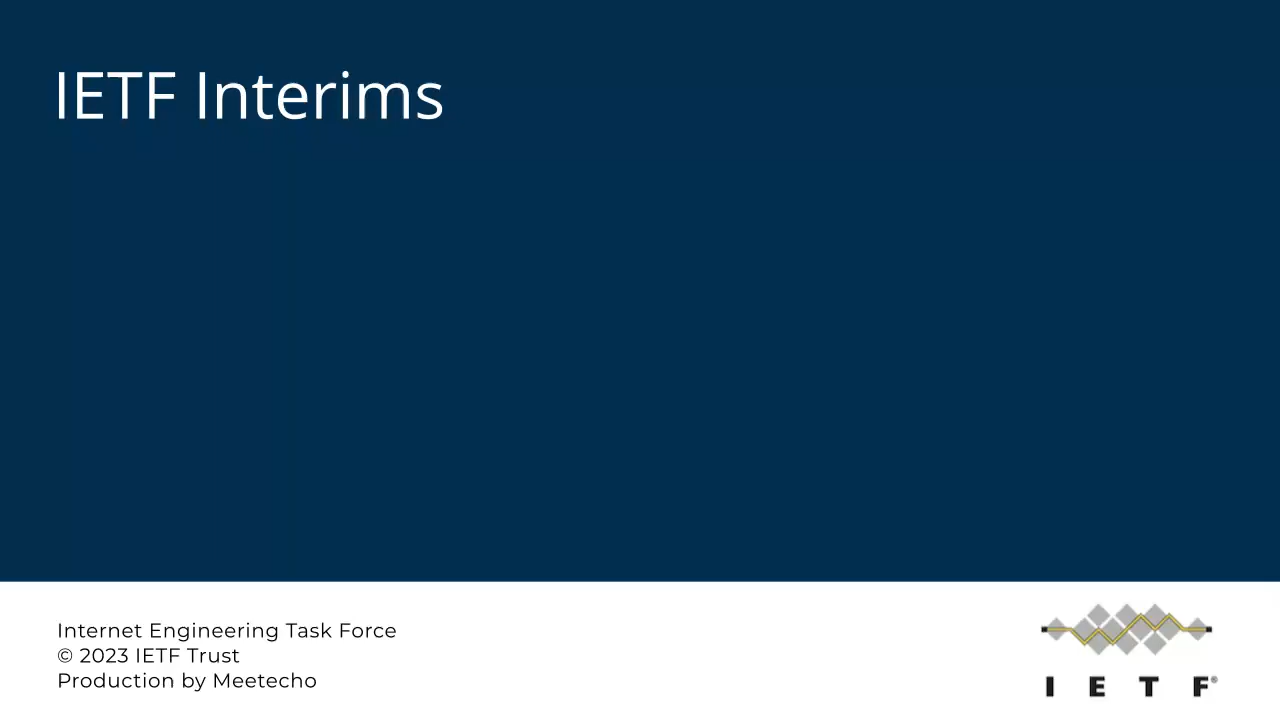 IETF Interims
Internet Engineering Task Force
© 2023 IETF Trust
Production by Meetecho
I E T F®